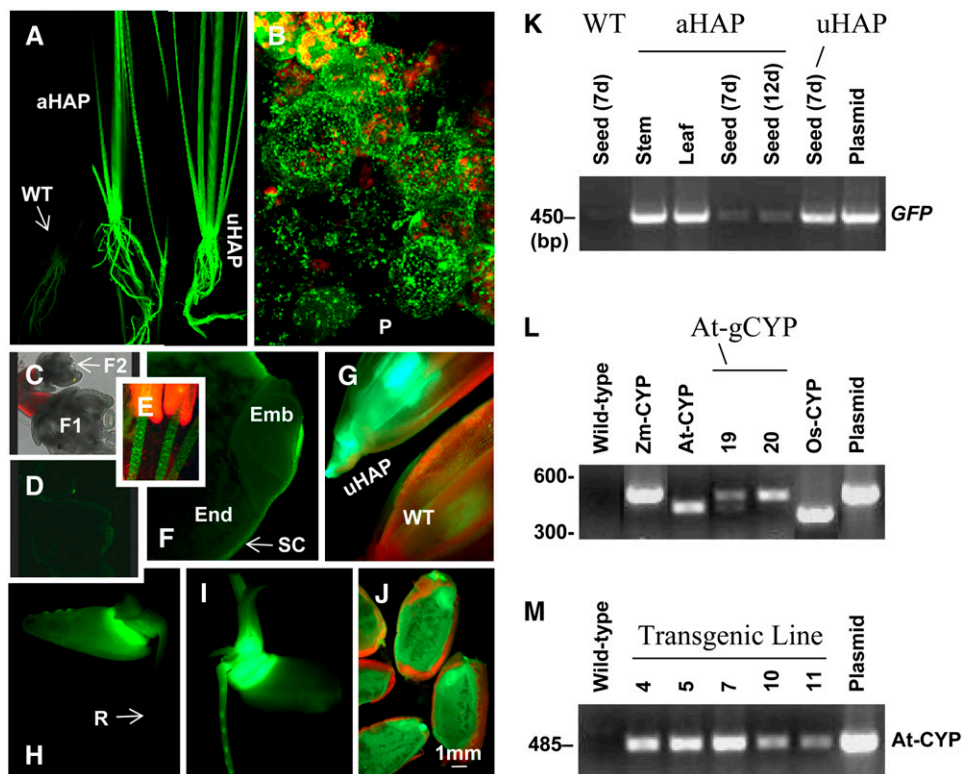 A
aHAP
WT
uHAP
B
P
C
F2
F1
D
E
Emb
End
F
SC
G
uHAP
WT
H
R
I
J
1mm
K
WT
aHAP
uHAP
Seed (7d)
Stem
Leaf
Seed (7d)
Seed (12d)
Seed (7d)
Plasmid
450–
(bp)
GFP
L
At-gCYP
Wild-type
Zm-CYP
At-CYP
19
20
Os-CYP
Plasmid
600-
300-
M
Transgenic Line
Wild-type
4
5
7
10
11
Plasmid
485–
At-CYP